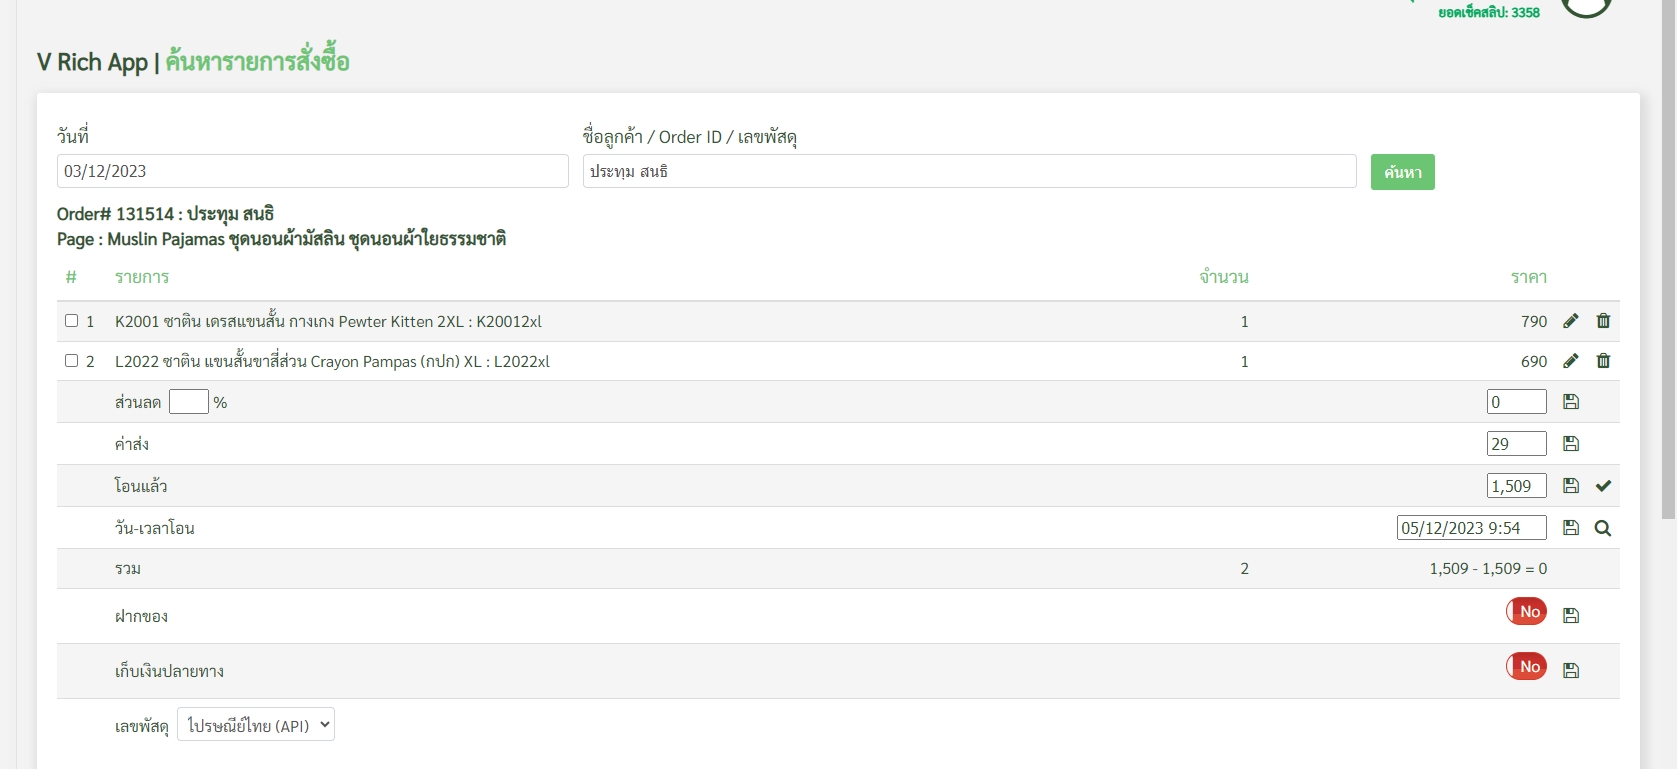 ยอดเช็คสลิป: 3358
V Rich App | ค้นหารายการสั่งซื้อ
วันที่ ชื่อลูกค้า / Order ID / เลขพัสดุ
03/12/2023 ประทุม สนธิ ค้นหา
Order# 131514 : ประทุม สนธิ
Page : Muslin Pajamas ชุดนอนผ้ามัสลิน ชุดนอนผ้าใยธรรมชาติ
# รายการ จำนวน ราคา
1 K2001 ซาติน เดรสแขนสั้น กางเกง Pewter Kitten 2XL : K20012xl 1 790
2 L2022 ซาติน แขนสั้นขาสี่ส่วน Crayon Pampas (กปก) XL : L2022xl 1 690
ส่วนลด % 0
ค่าส่ง 29
โอนแล้ว 1,509
วัน-เวลาโอน 05/12/2023 9:54
รวม 2 1,509 - 1,509 = 0
ฝากของ No
เก็บเงินปลายทาง No
เลขพัสดุ ไปรษณีย์ไทย (API)